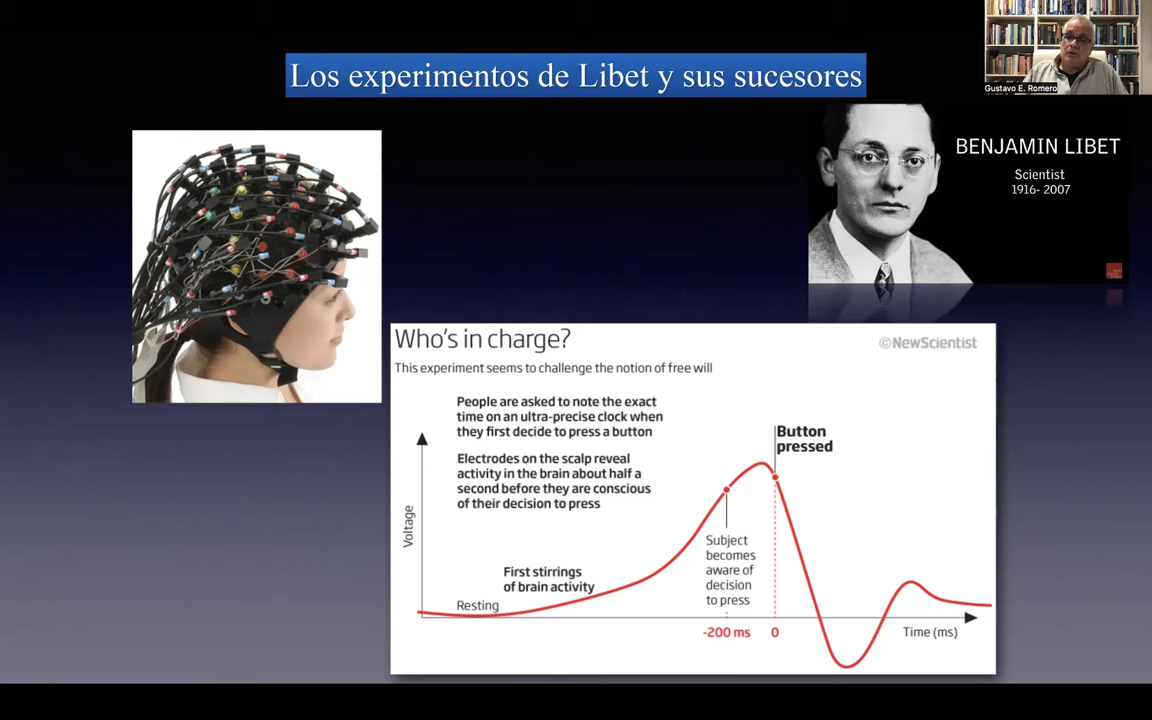 Los experimentos de Libet y sus sucesores
Gustavo E. Romero
BENJAMIN LIBET
Scientist
1916- 2007
Who's in charge?
©NewScientist
This experiment seems to challenge the notion of free will
People are asked to note the exact
time on an ultra-precise clock when
they first decide to press a button
Electrodes on the scalp reveal
activity in the brain about half a
second before they are conscious
of their decision to press
Button
pressed
Voltage
Subject
becomes
aware of
decision
to press
First stirrings
of brain activity
Resting
-200 ms
0
Time (ms)